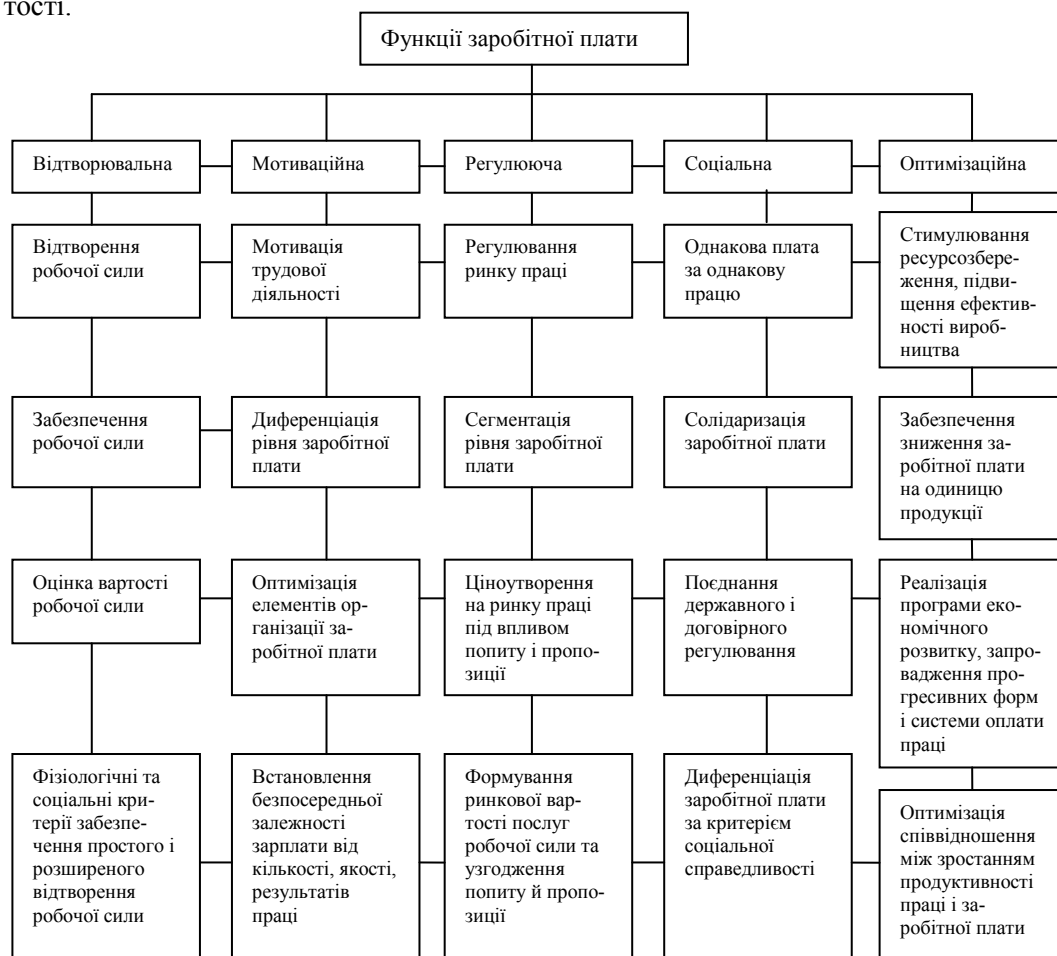 тості.
Функції заробітної плати
Відтворювальна
Мотиваційна
Регулююча
Соціальна
Оптимізаційна
Відтворення
робочої сили
Мотивація
трудової
діяльності
Регулювання
ринку праці
Однакова плата
за однакову
працю
Стимулювання
ресурсозбере-
ження, підви-
щення ефектив-
ності вироб-
ництва
Забезпечення
робочої сили
Диференціація
рівня заробітної
плати
Сегментація
рівня заробітної
плати
Солідаризація
заробітної плати
Забезпечення
зниження за-
робітної плати
на одиницю
продукції
Оцінка вартості
робочої сили
Оптимізація
елементів ор-
ганізації за-
робітної плати
Ціноутворення
на ринку праці
під впливом
попиту і пропо-
зиції
Поєднання
державного і
договірного
регулювання
Реалізація
програми еко-
номічного
розвитку, запро-
вадження про-
гресивних форм
і системи оплати
праці
Фізіологічні та
соціальні кри-
терії забезпе-
чення простого і
розширеного
відтворення
робочої сили
Встановлення
безпосередньої
залежності
зарплати від
кількості, якості,
результатів
праці
Формування
ринкової вар-
тості послуг
робочої сили та
узгодження
попиту й пропо-
зиції
Диференціація
заробітної плати
за критерієм
соціальної
справедливості
Оптимізація
співвідношення
між зростанням
продуктивності
праці і за-
робітної плати